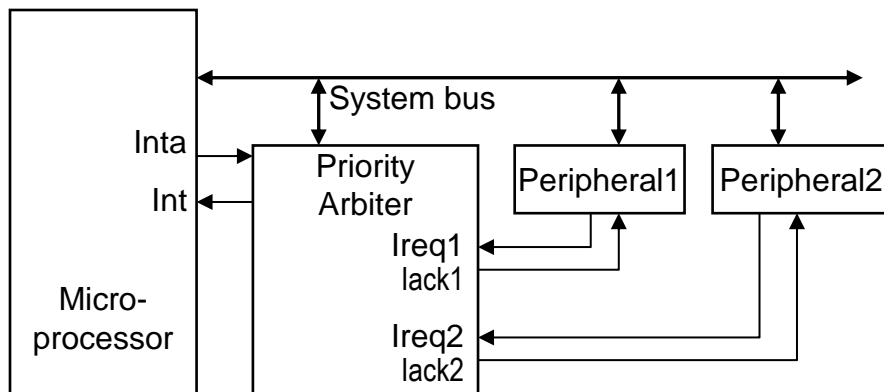 System bus
Inta
Int
Micro-
processor
Priority
Arbiter
Ireq1
Iack1
Ireq2
Iack2
Peripheral1
Peripheral2